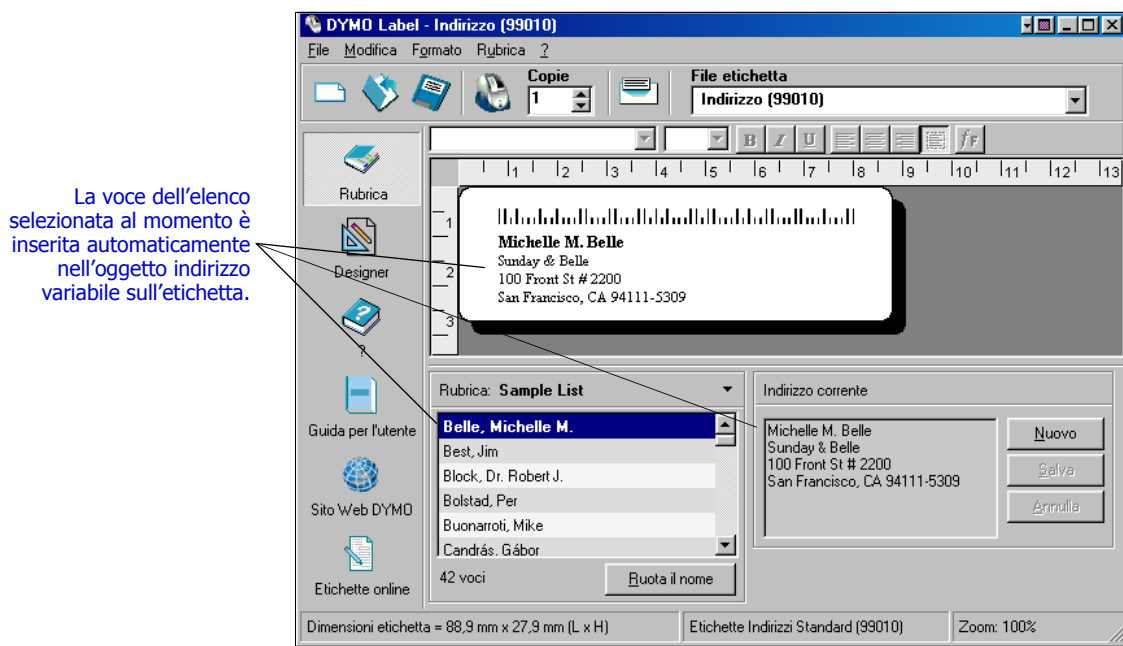 DYMO Label - Indirizzo (99010)
File Modifica Formato Rubrica ?
Copie
1
File etichetta
Indirizzo (99010)
B I U
1 2 3 4 5 6 7 8 9 10 11 12 13
Rubrica
Designer
?
Guida per l'utente
Sito Web DYMO
Etichette online
La voce dell'elenco
selezionata al momento è
inserita automaticamente
nell'oggetto indirizzo
variabile sull'etichetta.
1
2
3
Michelle M. Belle
Sunday & Belle
100 Front St # 2200
San Francisco, CA 94111-5309
Rubrica: Sample List
Belle, Michelle M.
Best, Jim
Block, Dr. Robert J.
Bolstad, Per
Buonarroti, Mike
Candrás, Gábor
42 voci
Ruota il nome
Indirizzo corrente
Michelle M. Belle
Sunday & Belle
100 Front St # 2200
San Francisco, CA 94111-5309
Nuovo
Salva
Annulla
Dimensioni etichetta = 88,9 mm x 27,9 mm (L x H)
Etichette Indirizzi Standard (99010)
Zoom: 100%